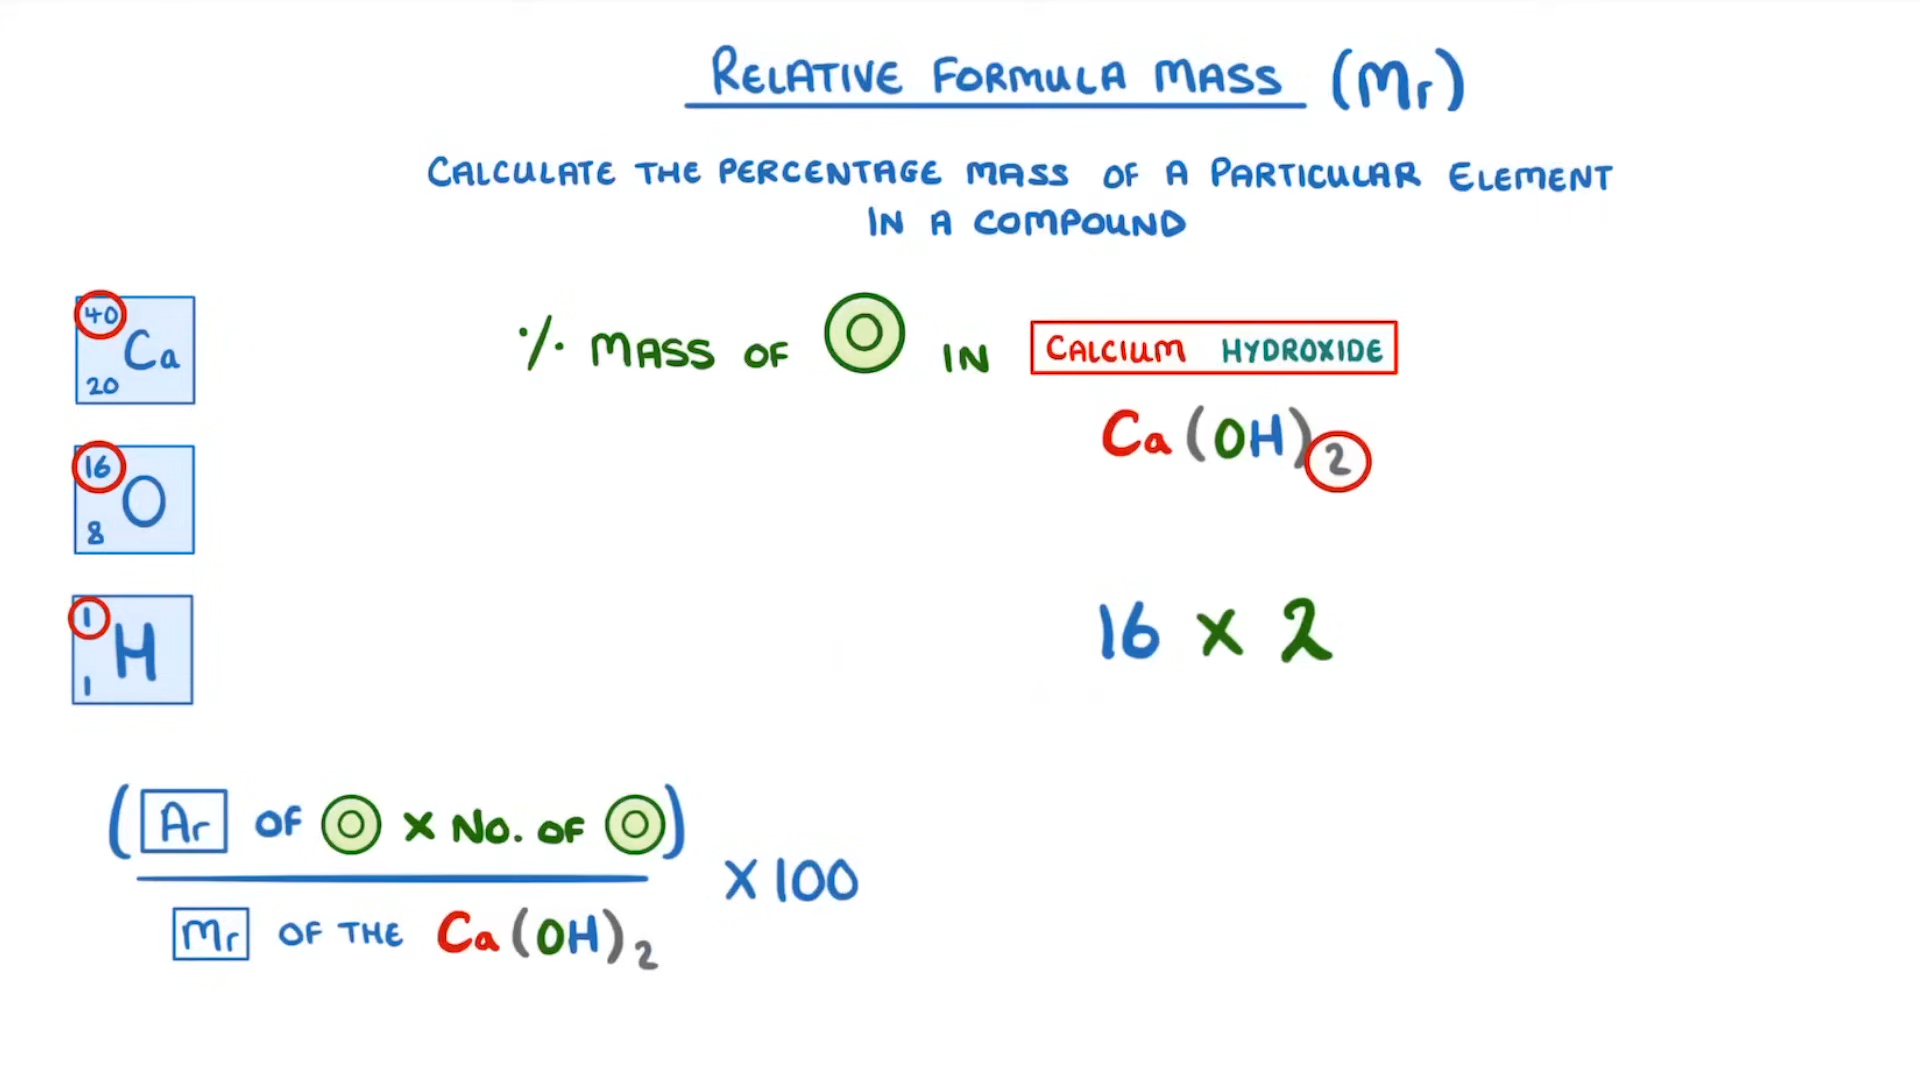 RELATIVE FORMULA MASS (Mr)
CALCULATE THE PERCENTAGE MASS OF A PARTICULAR ELEMENT
IN A COMPOUND
40
Ca
20
% MASS OF O IN CALCIUM HYDROXIDE
Ca(OH)2
16
O
8
1
H
1
16 x 2
(Ar OF O x No. OF O)
x 100
Mr OF THE Ca(OH)2